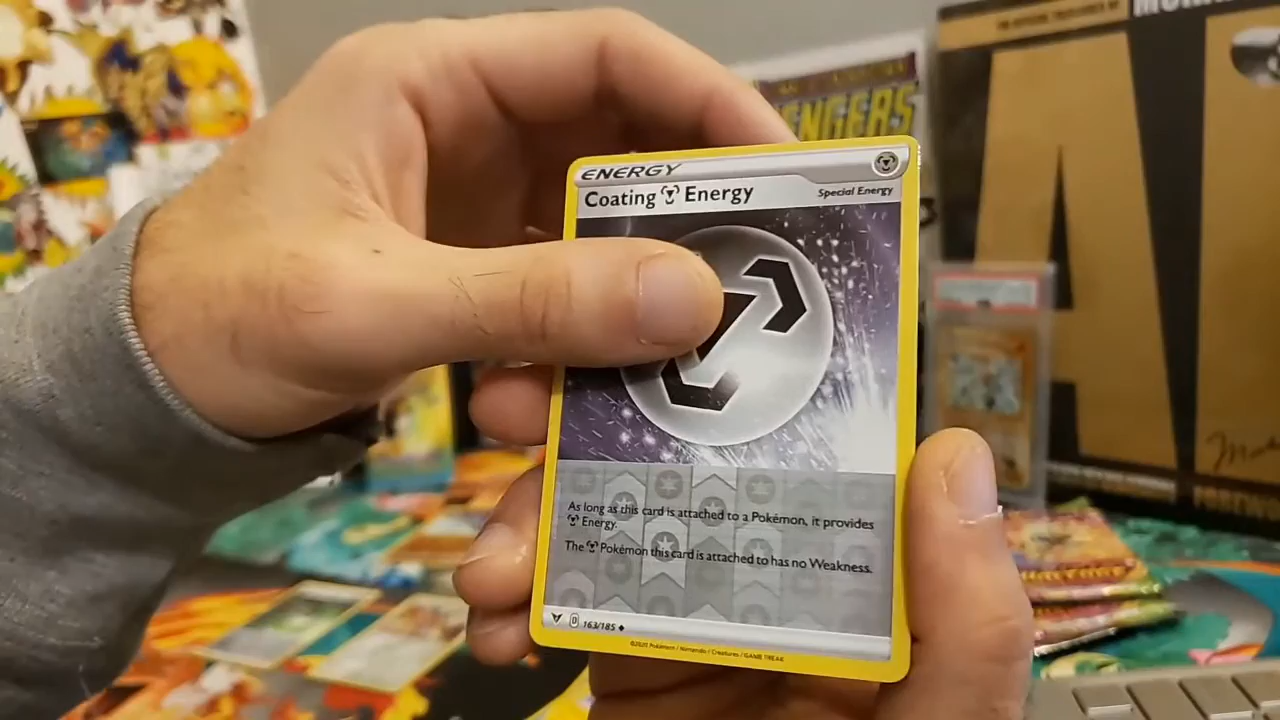 ENGERS
ENERGY
Coating Energy
Special Energy
As long as this card is attached to a Pokémon, it provides
Energy.
The Pokémon this card is attached to has no Weakness.
D 163/185
©2020 Pokémon / Nintendo / Creatures / GAME FREAK